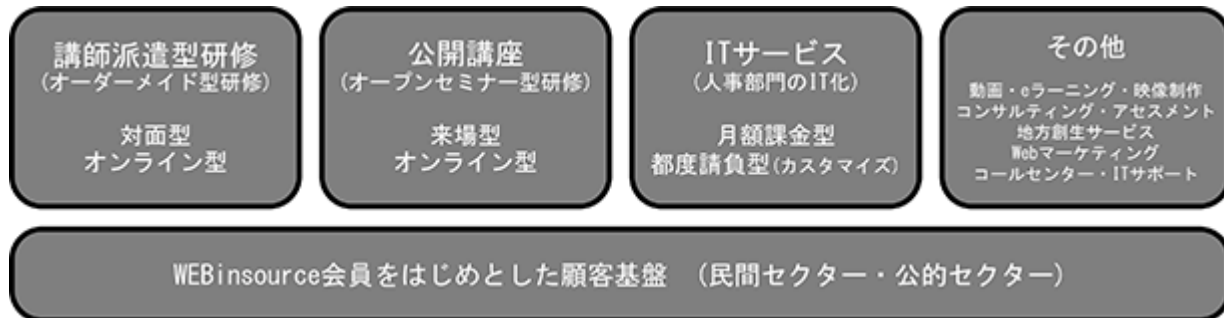 講師派遣型研修
(オーダーメイド型研修)
対面型
オンライン型
公開講座
(オープンセミナー型研修)
来場型
オンライン型
ITサービス
(人事部門のIT化)
月額課金型
都度請負型(カスタマイズ)
その他
動画・eラーニング・映像制作
コンサルティング・アセスメント
地方創生サービス
Webマーケティング
コールセンター・ITサポート
WEBinsource会員をはじめとした顧客基盤 (民間セクター・公的セクター)